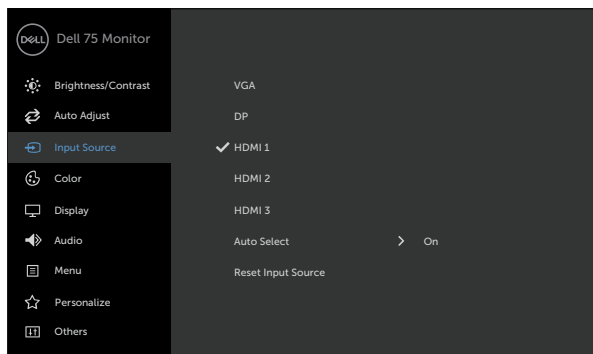 DELL Dell 75 Monitor
Brightness/Contrast VGA
Auto Adjust DP
Input Source HDMI 1
Color HDMI 2
Display HDMI 3
Audio Auto Select On
Menu Reset Input Source
Personalize
Others